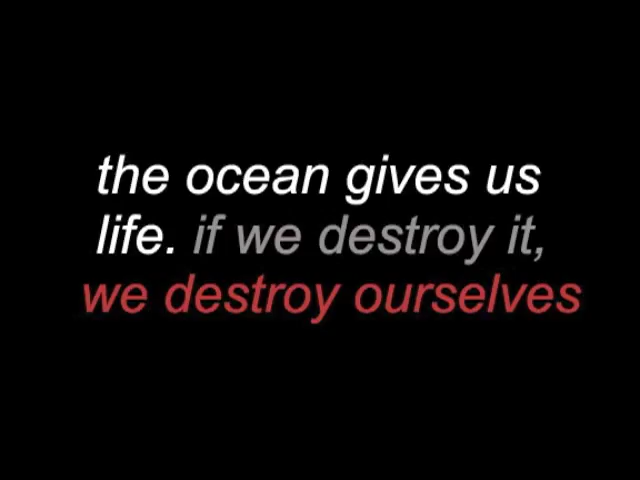 the ocean gives us
life. if we destroy it,
we destroy ourselves